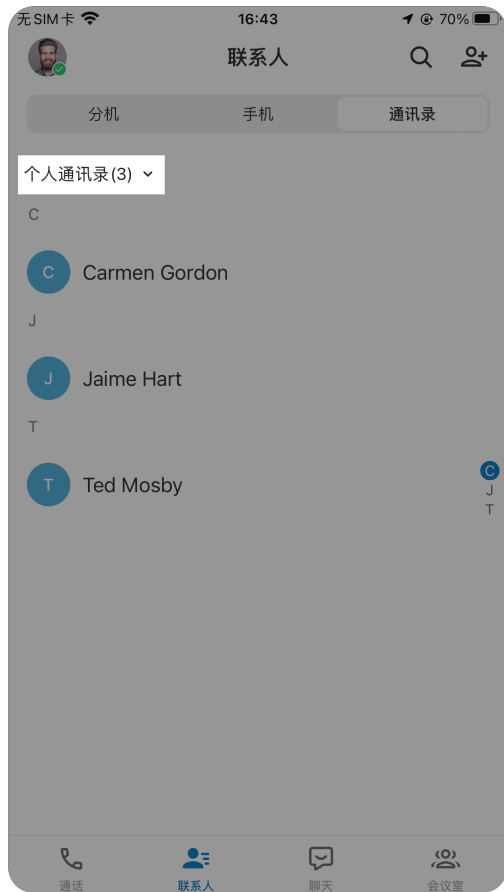 无SIM卡 16:43 70%
联系人
分机 手机 通讯录
个人通讯录(3)
C
C Carmen Gordon
J
J Jaime Hart
T
T Ted Mosby
C
J
T
通话 联系人 聊天 会议室